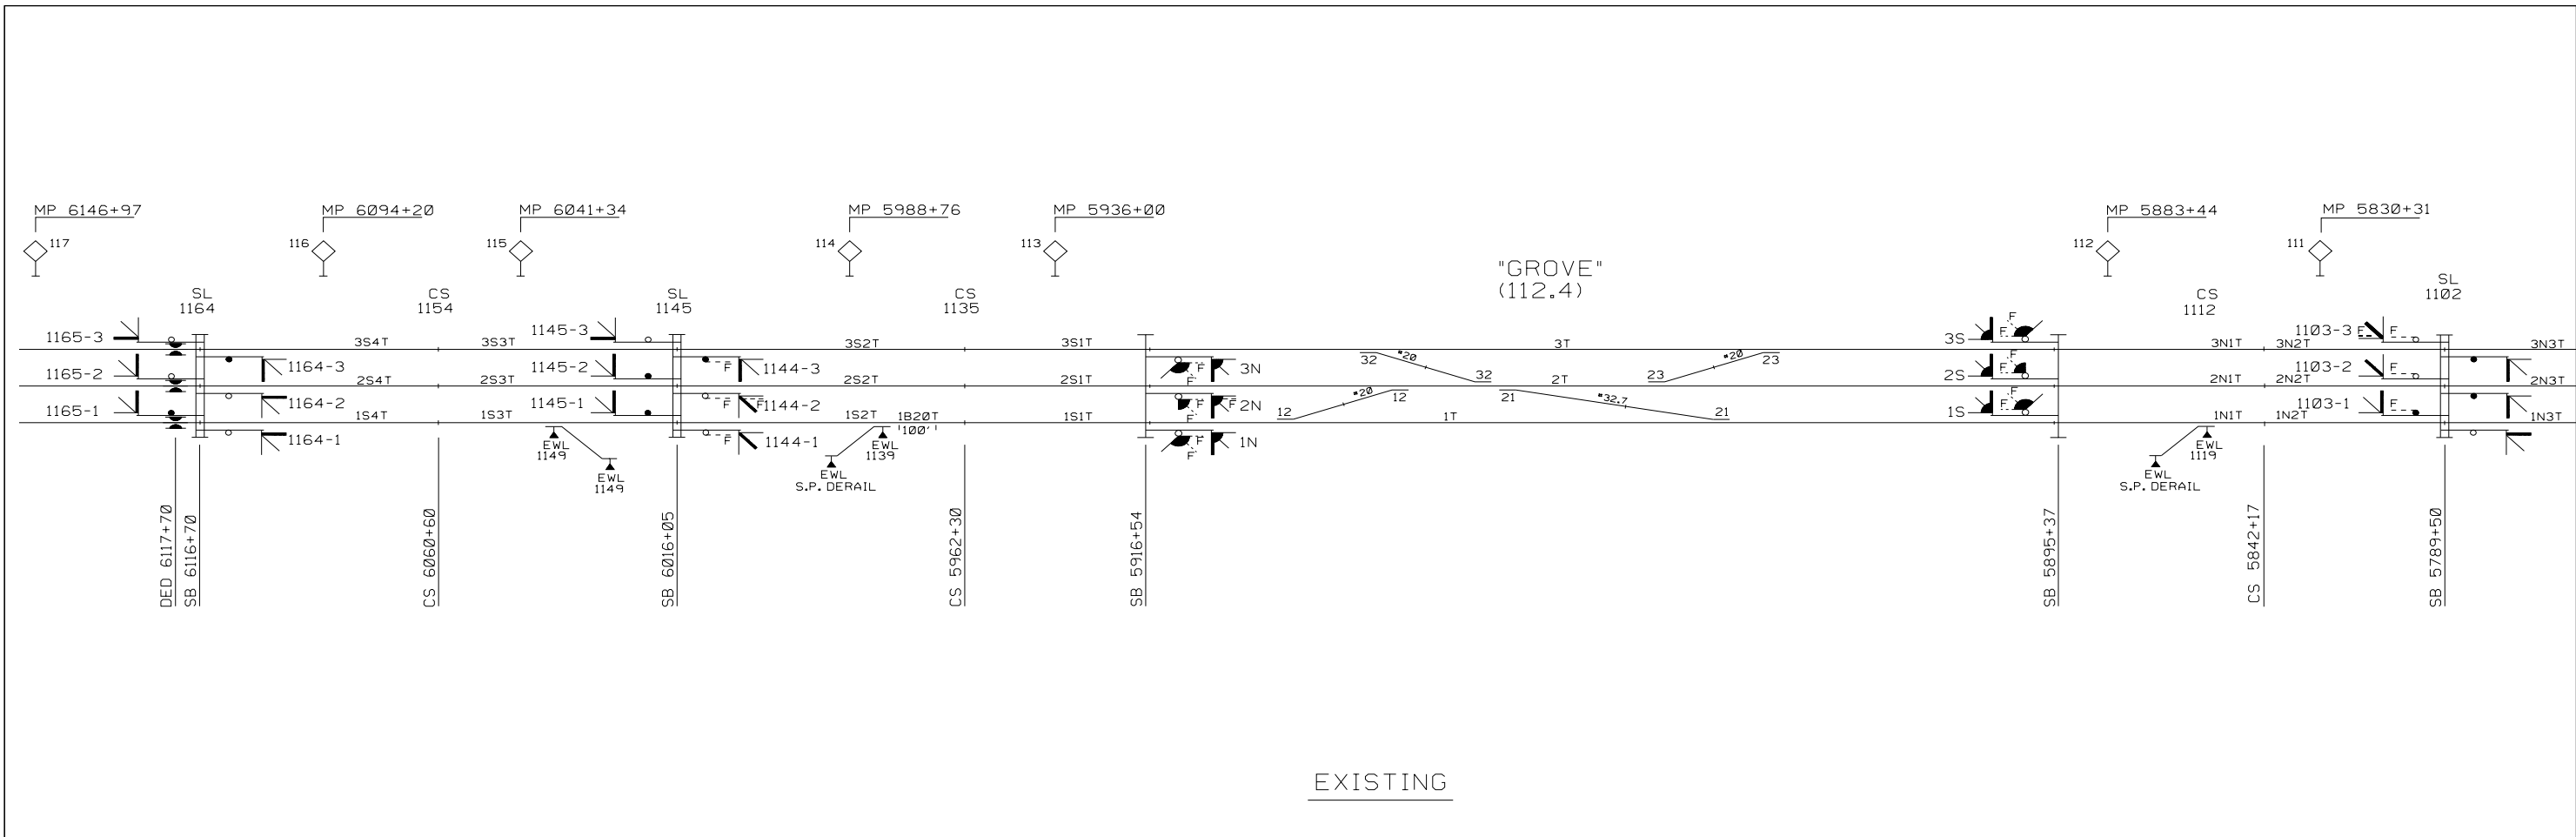 MP 6146+97
MP 6094+20
MP 6041+34
MP 5988+76
MP 5936+00
MP 5883+44
MP 5830+31
117
116
115
114
113
112
111
"GROVE"
(112.4)
SL
1164
CS
1154
SL
1145
CS
1135
CS
1112
SL
1102
1165-3
3S4T
3S3T
1145-3
3S2T
3S1T
3T
3S
F
F
3N1T
3N2T
1103-3
F
F
3N3T
1165-2
1164-3
2S4T
2S3T
1145-2
F
1144-3
2S2T
2S1T
F
F
3N
32
#20
32
2T
23
#20
23
2S
F
F
2N1T
2N2T
1103-2
F
2N3T
1165-1
1164-2
1S4T
1S3T
1145-1
F
F
1144-2
1S2T
1B20T
'100'
1S1T
F
F
F
2N
12
#20
12
21
#32.7
21
1T
1S
F
F
1N1T
1N2T
1103-1
F
1N3T
1164-1
EWL
1149
EWL
1149
F
1144-1
EWL
1139
EWL
S.P. DERAIL
F
F
1N
EWL
1119
EWL
S.P. DERAIL
DED 6117+70
SB 6116+70
CS 6060+60
SB 6016+05
CS 5962+30
SB 5916+54
SB 5895+37
CS 5842+17
SB 5789+50
EXISTING